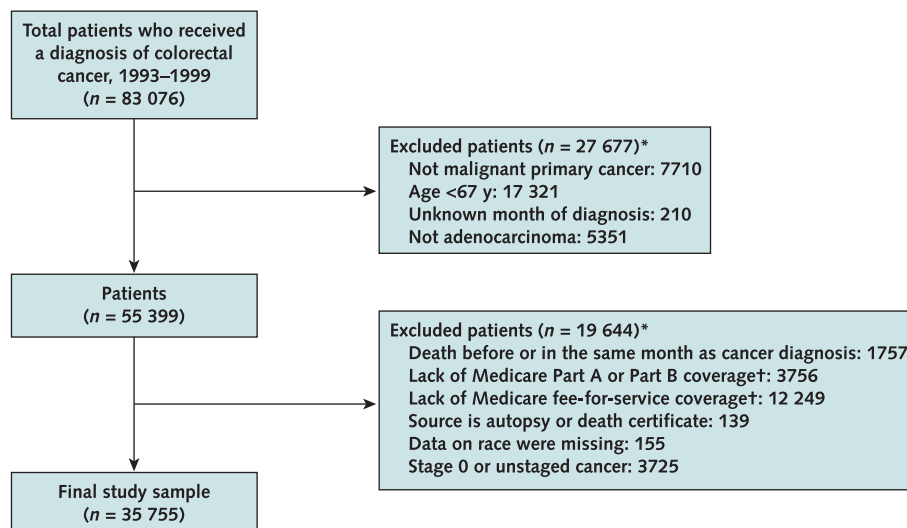 Total patients who received
a diagnosis of colorectal
cancer, 1993–1999
(n = 83 076)
Excluded patients (n = 27 677)*
Not malignant primary cancer: 7710
Age <67 y: 17 321
Unknown month of diagnosis: 210
Not adenocarcinoma: 5351
Patients
(n = 55 399)
Excluded patients (n = 19 644)*
Death before or in the same month as cancer diagnosis: 1757
Lack of Medicare Part A or Part B coverage†: 3756
Lack of Medicare fee-for-service coverage†: 12 249
Source is autopsy or death certificate: 139
Data on race were missing: 155
Stage 0 or unstaged cancer: 3725
Final study sample
(n = 35 755)